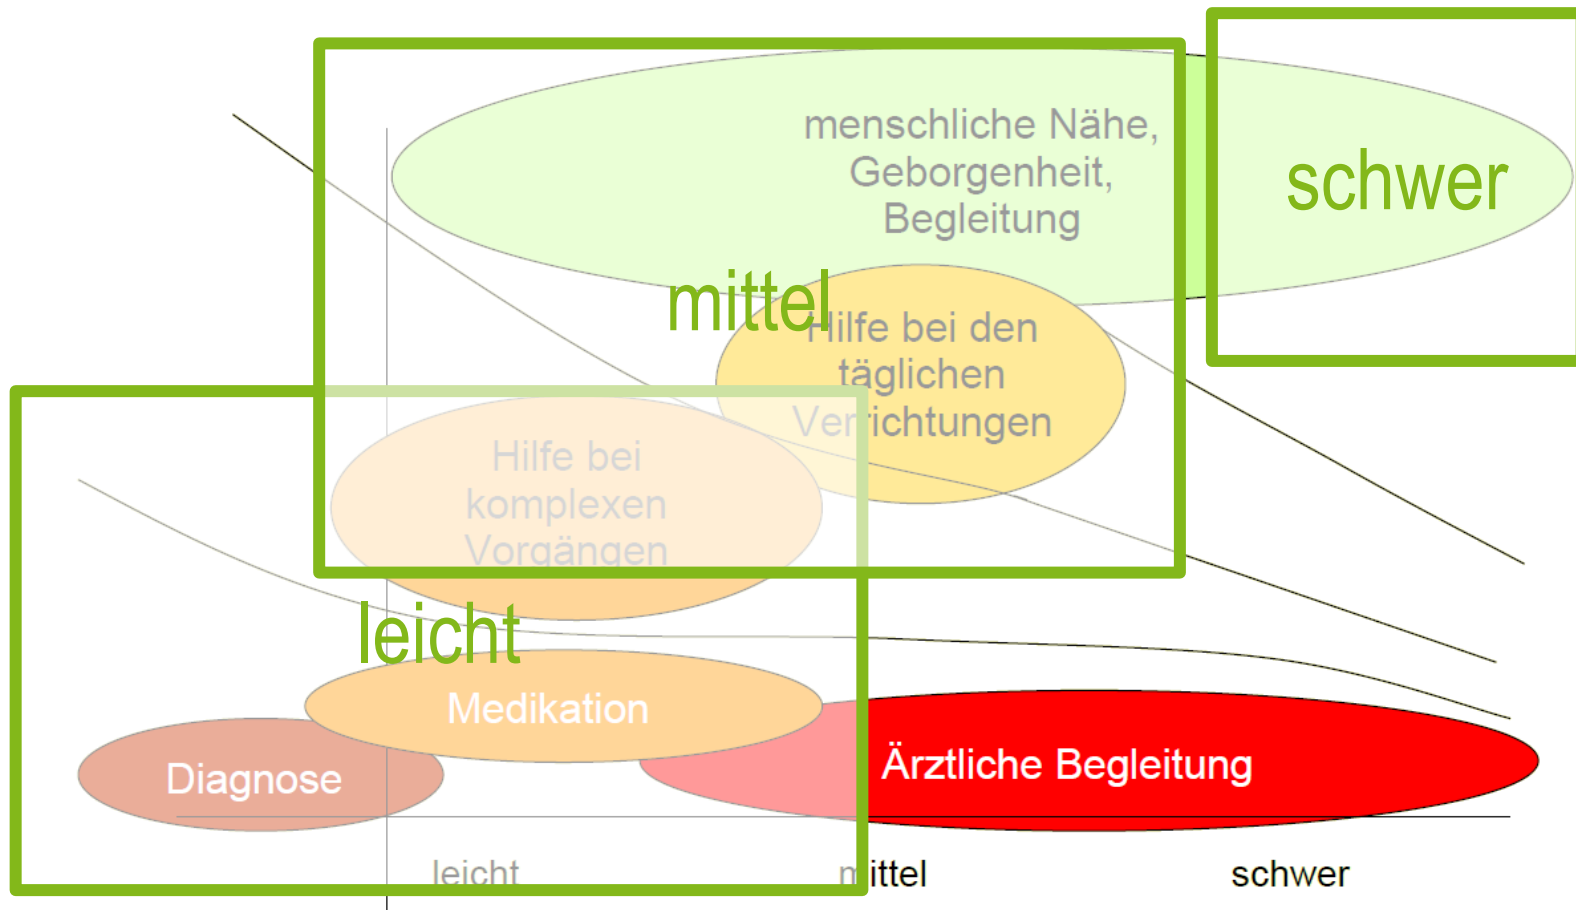 menschliche Nähe,
Geborgenheit,
Begleitung
schwer
mittel
Hilfe bei den
täglichen
Verrichtungen
Hilfe bei
komplexen
Vorgängen
leicht
Medikation
Diagnose
Ärztliche Begleitung
leicht
mittel
schwer